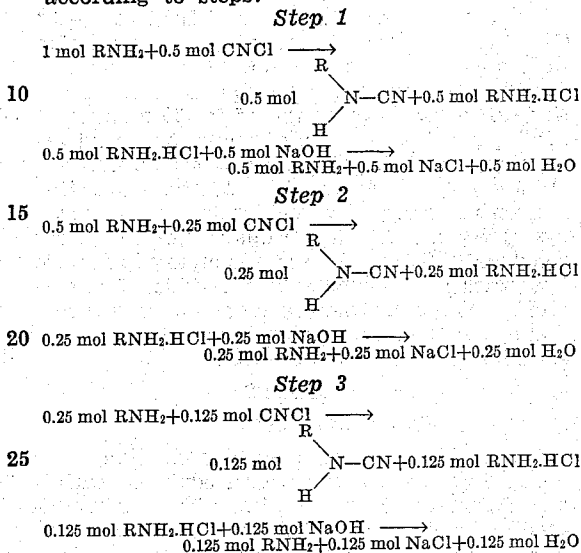 according to steps:
Step 1
1 mol RNH₂+0.5 mol CNCl ⟶
R
10 0.5 mol N—CN+0.5 mol RNH₂.HCl
H
0.5 mol RNH₂.HCl+0.5 mol NaOH ⟶
0.5 mol RNH₂+0.5 mol NaCl+0.5 mol H₂O
Step 2
15
0.5 mol RNH₂+0.25 mol CNCl ⟶
R
0.25 mol N—CN+0.25 mol RNH₂.HCl
H
20 0.25 mol RNH₂.HCl+0.25 mol NaOH ⟶
0.25 mol RNH₂+0.25 mol NaCl+0.25 mol H₂O
Step 3
0.25 mol RNH₂+0.125 mol CNCl ⟶
R
25 0.125 mol N—CN+0.125 mol RNH₂.HCl
H
0.125 mol RNH₂.HCl+0.125 mol NaOH ⟶
0.125 mol RNH₂+0.125 mol NaCl+0.125 mol H₂O